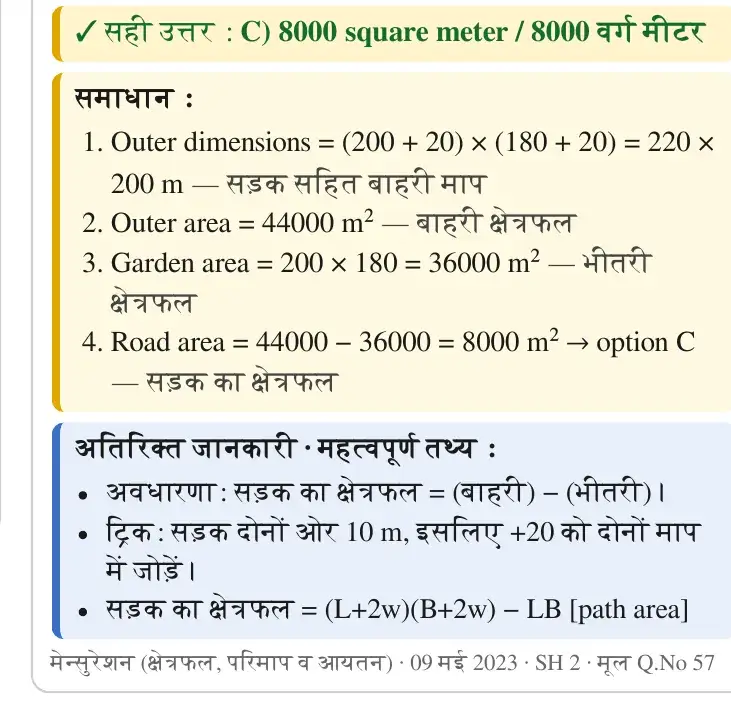 ✓ सही उत्तर : C) 8000 square meter / 8000 वर्ग मीटर
समाधान :
1. Outer dimensions = (200 + 20) × (180 + 20) = 220 ×
200 m — सड़क सहित बाहरी माप
2. Outer area = 44000 m² — बाहरी क्षेत्रफल
3. Garden area = 200 × 180 = 36000 m² — भीतरी
क्षेत्रफल
4. Road area = 44000 − 36000 = 8000 m² → option C
— सड़क का क्षेत्रफल
अतिरिक्त जानकारी · महत्वपूर्ण तथ्य :
• अवधारणा : सड़क का क्षेत्रफल = (बाहरी) − (भीतरी) ।
• ट्रिक : सड़क दोनों ओर 10 m, इसलिए +20 को दोनों माप
में जोड़ें ।
• सड़क का क्षेत्रफल = (L+2w)(B+2w) − LB [path area]
मेन्सुरेशन (क्षेत्रफल, परिमाप व आयतन) · 09 मई 2023 · SH 2 · मूल Q.No 57